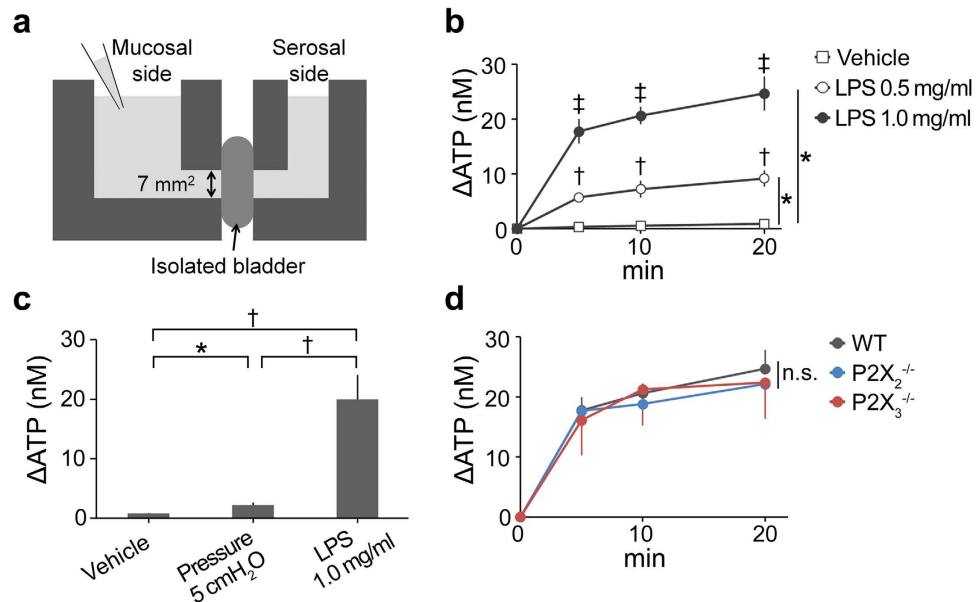 a
Mucosal side
Serosal side
7 mm²
Isolated bladder
b
Vehicle
LPS 0.5 mg/ml
LPS 1.0 mg/ml
ΔATP (nM)
30
20
10
0
‡ ‡ ‡
† † †
*
*
0 10 20
min
c
ΔATP (nM)
30
20
10
0
†
* †
Vehicle
Pressure
5 cmH₂O
LPS
1.0 mg/ml
d
WT
P2X₂⁻/⁻
P2X₃⁻/⁻
n.s.
ΔATP (nM)
30
20
10
0
0 10 20
min